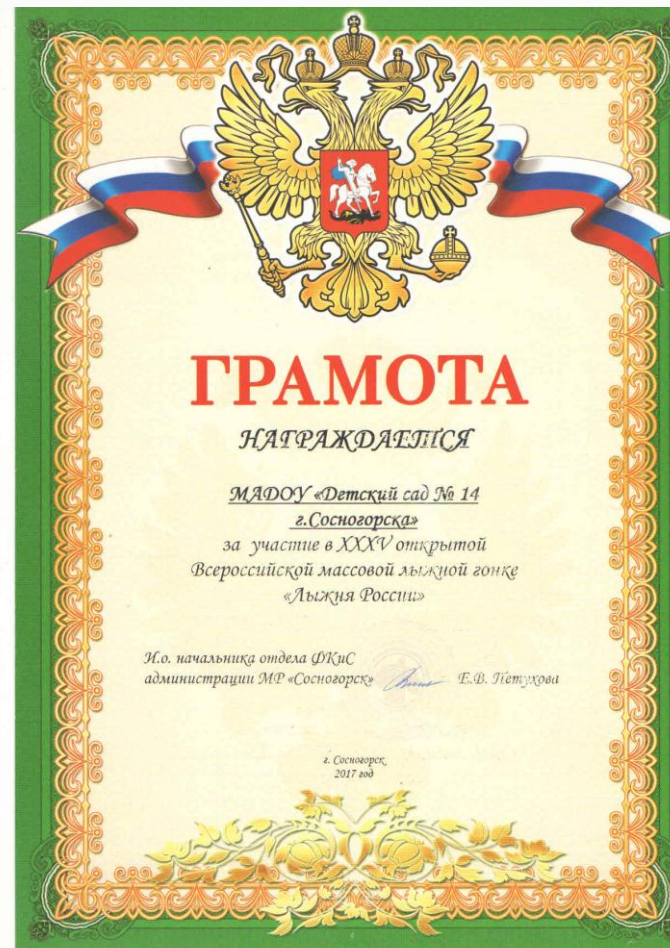 ГРАМОТА
НАГРАЖДАЕТСЯ
МАДОУ «Детский сад № 14
г.Сосногорска»
за участие в XXXV открытой
Всероссийской массовой лыжной гонке
«Лыжня России»
И.о. начальника отдела ФКиС
администрации МР «Сосногорск» Е.В. Петухова
г. Сосногорск
2017 год